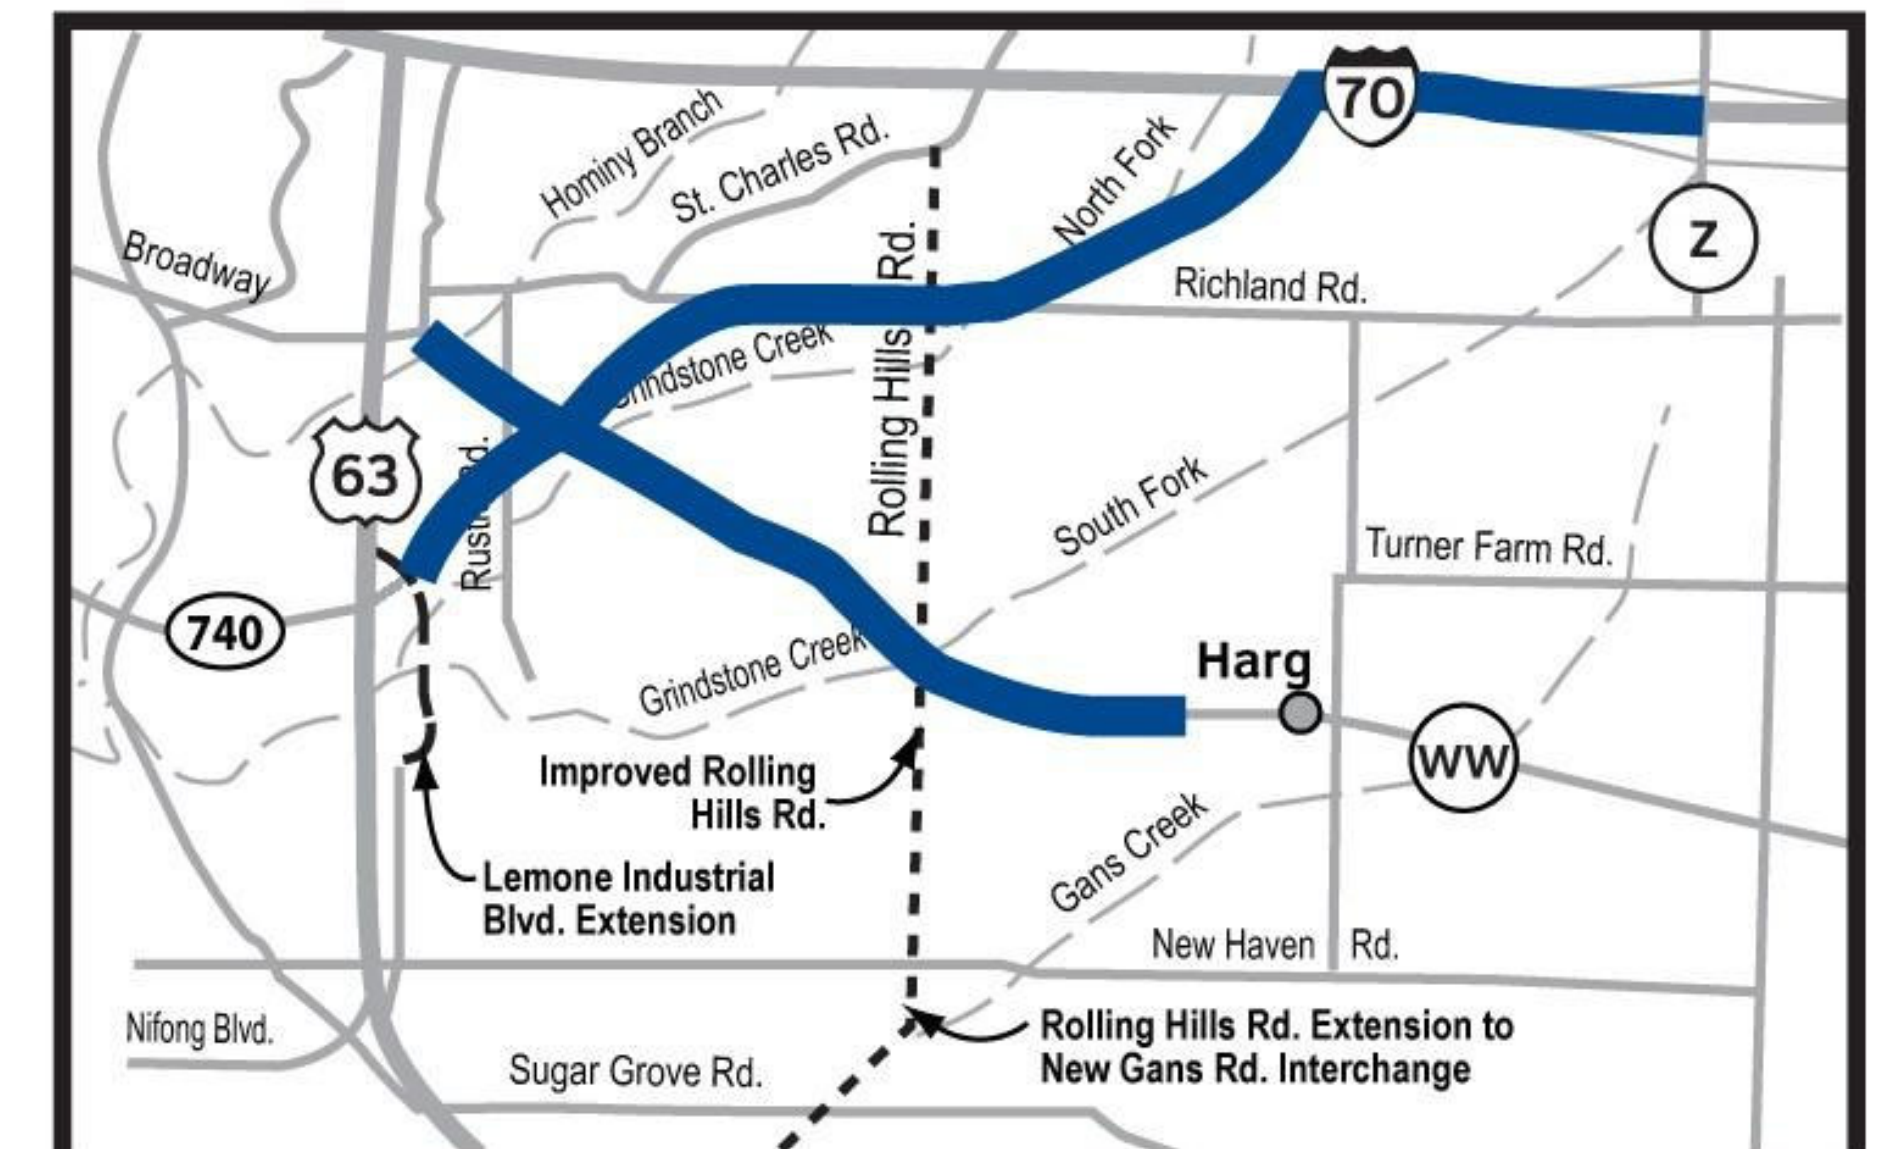 70
Hominy Branch
St. Charles Rd.
North Fork
Broadway
Z
Richland Rd.
Rolling Hills Rd.
Grindstone Creek
63
South Fork
Turner Farm Rd.
740
Grindstone Creek
Harg
WW
Improved Rolling
Hills Rd.
Gans Creek
Lemone Industrial
Blvd. Extension
New Haven Rd.
Nifong Blvd.
Rolling Hills Rd. Extension to
New Gans Rd. Interchange
Sugar Grove Rd.